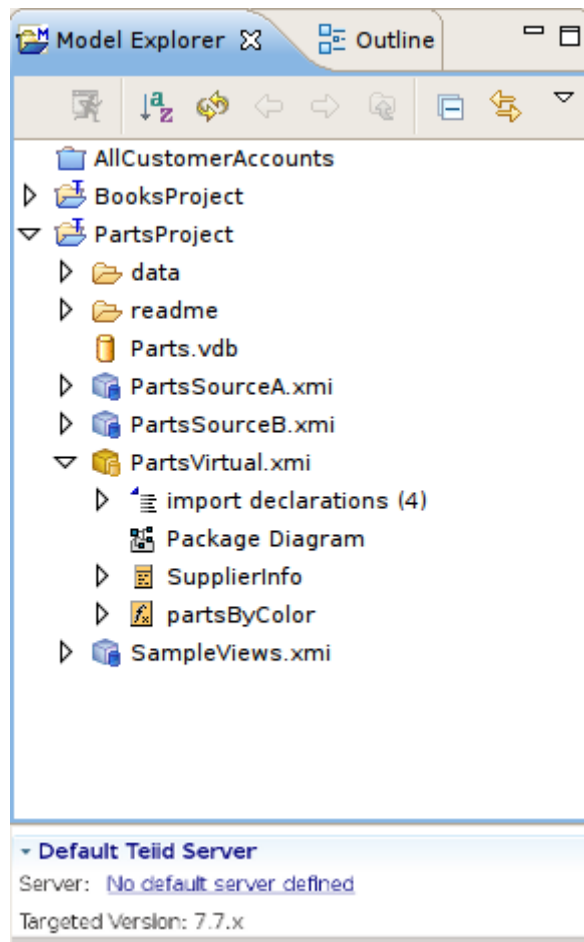 Model Explorer Outline
a z
AllCustomerAccounts
BooksProject
PartsProject
data
readme
Parts.vdb
PartsSourceA.xmi
PartsSourceB.xmi
PartsVirtual.xmi
import declarations (4)
Package Diagram
SupplierInfo
partsByColor
SampleViews.xmi
Default Teiid Server
Server: No default server defined
Targeted Version: 7.7.x